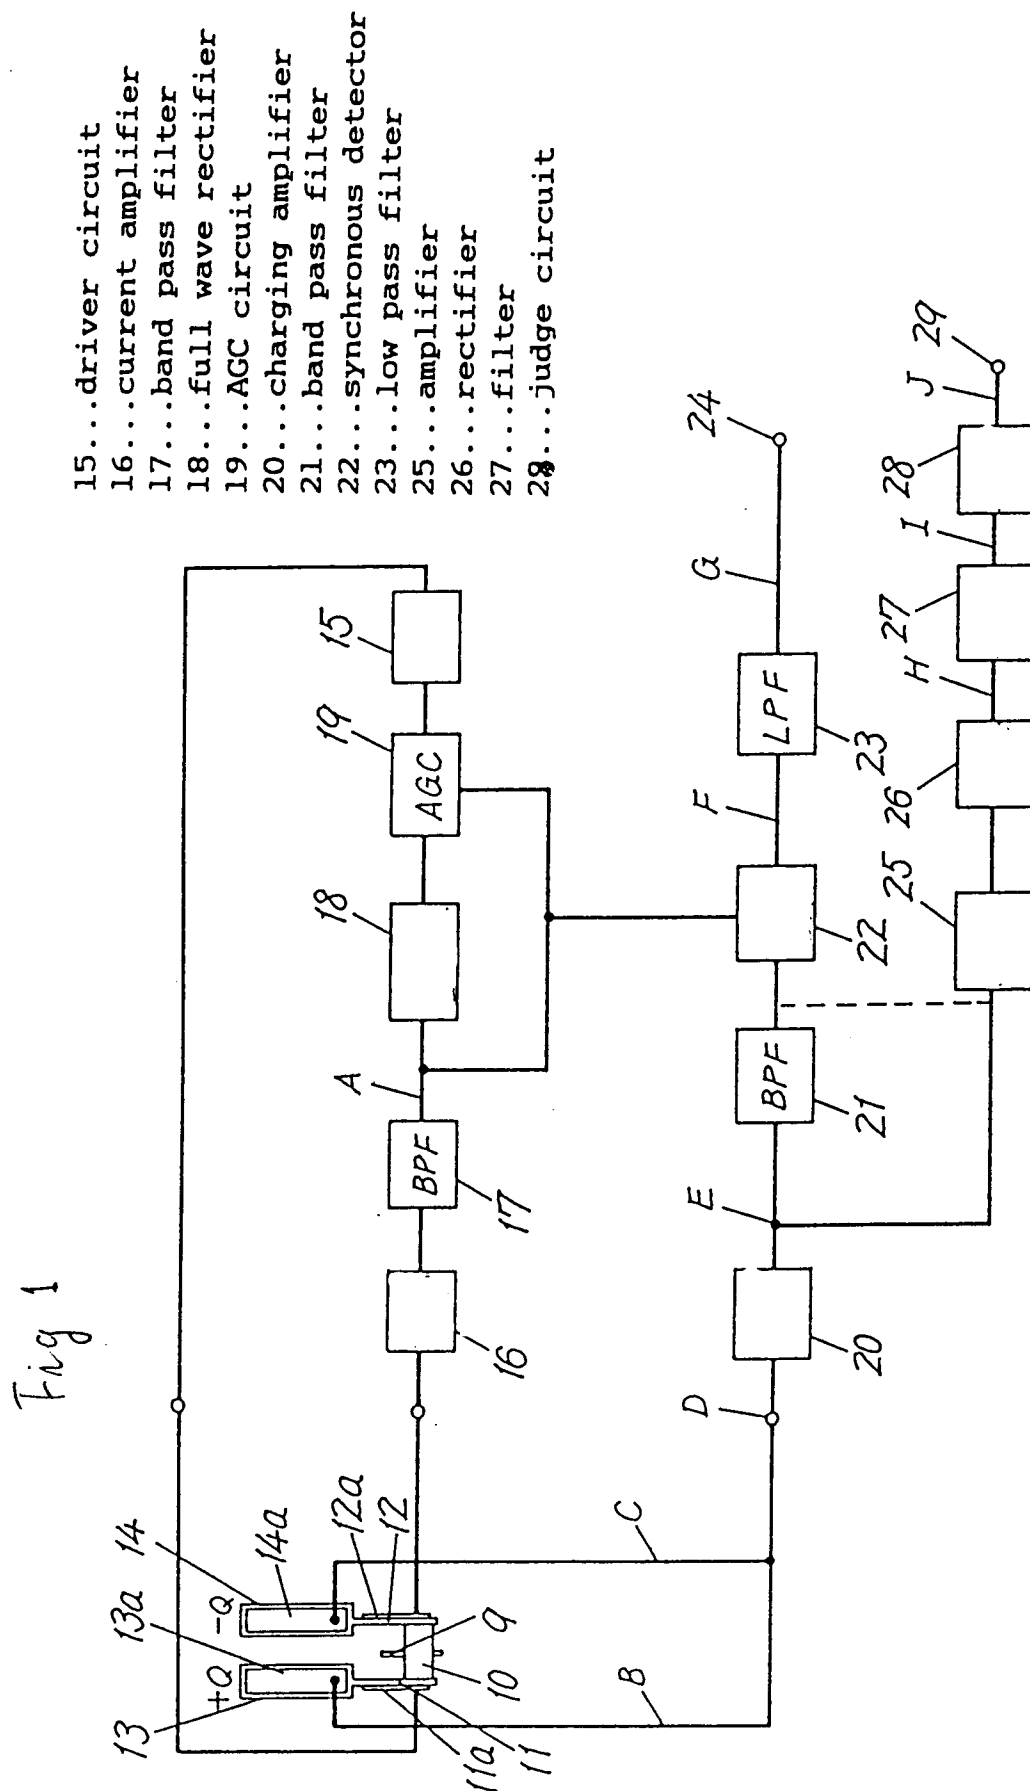 Fig 1
15...driver circuit
16...current amplifier
17...band pass filter
18...full wave rectifier
19...AGC circuit
20...charging amplifier
21...band pass filter
22...synchronous detector
23...low pass filter
25...amplifier
26...rectifier
27...filter
28...judge circuit
13
+Q
13a
14
-Q
14a
12a
12
9
10
11
11a
16
BPF
17
A
18
AGC
19
15
B
C
D
20
E
BPF
21
22
F
LPF
23
G
24
25
26
H
27
I
28
J
29